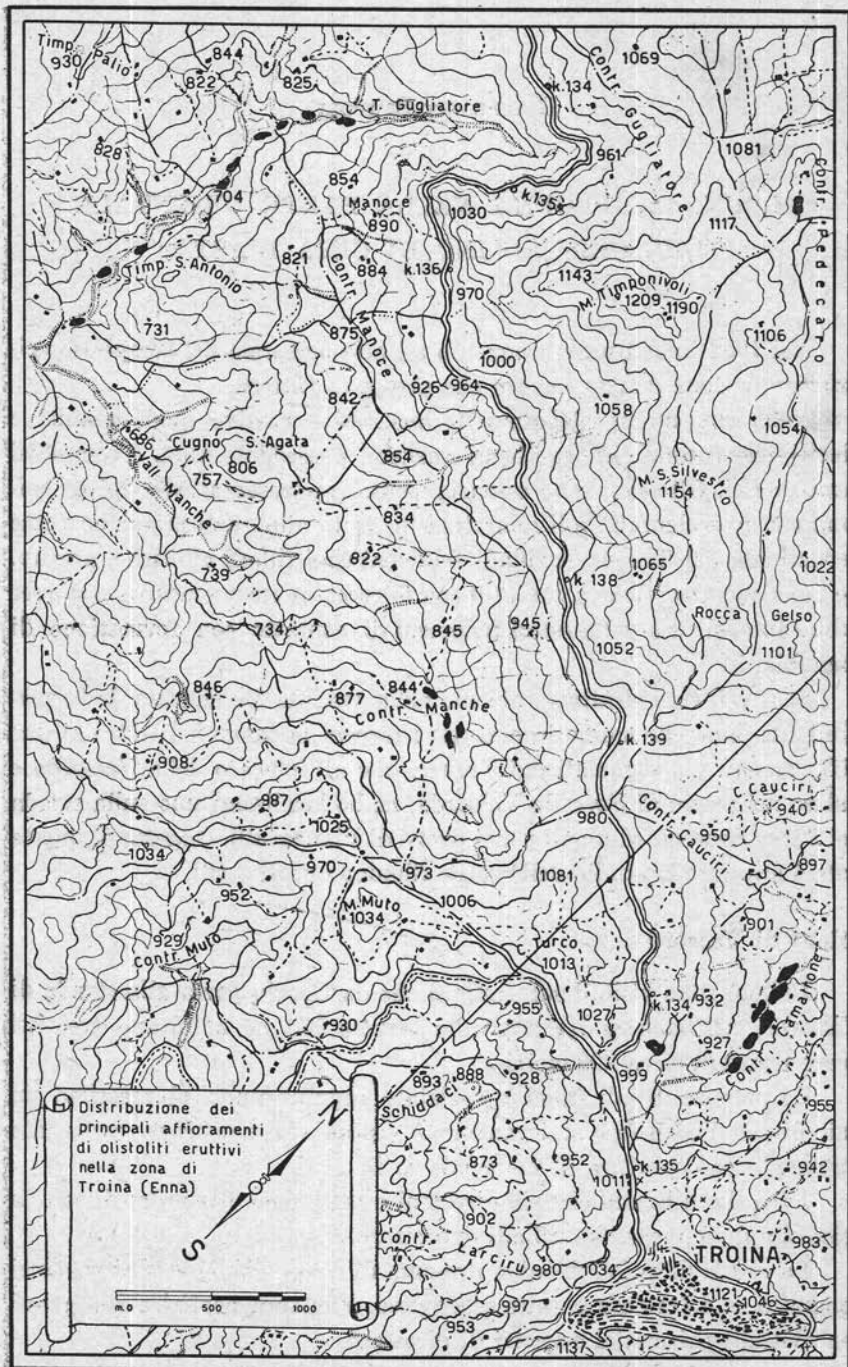 Timp. Palio
930
844
822
825
T. Gugliatore
k.134
Contr. Gugliatore
1069
961
1081
Contr. Pedecaro
828
704
854
Manoce
890
1030
k.135
1117
Timp. S. Antonio
821
884
Contr. Manoce
k.136
970
1143
M. Timponivoli
1209
1190
731
875
1106
1000
926
964
842
1058
1054
686
Vall. Manche
Cugno S. Agata
806
757
854
M. S. Silvestro
1154
834
822
739
k.138
1065
1022
734
845
945
Rocca Gelso
1052
1101
846
877
844
Contr. Manche
k.139
908
987
1025
980
Contr. Cauciri
950
C. Cauciri
940
897
1034
970
973
1081
952
M. Muto
1034
1006
901
929
Contr. Muto
C. Turco
1013
Contr. Camatrone
955
1027
k.134
932
930
927
893
888
928
999
Schiddaci
955
873
952
1011
k.135
942
902
Contr. Larciru
980
1034
TROINA
983
1121
1046
997
953
1137
Distribuzione dei
principali affioramenti
di olistoliti eruttivi
nella zona di
Troina (Enna)
N
S
m. 0 500 1000